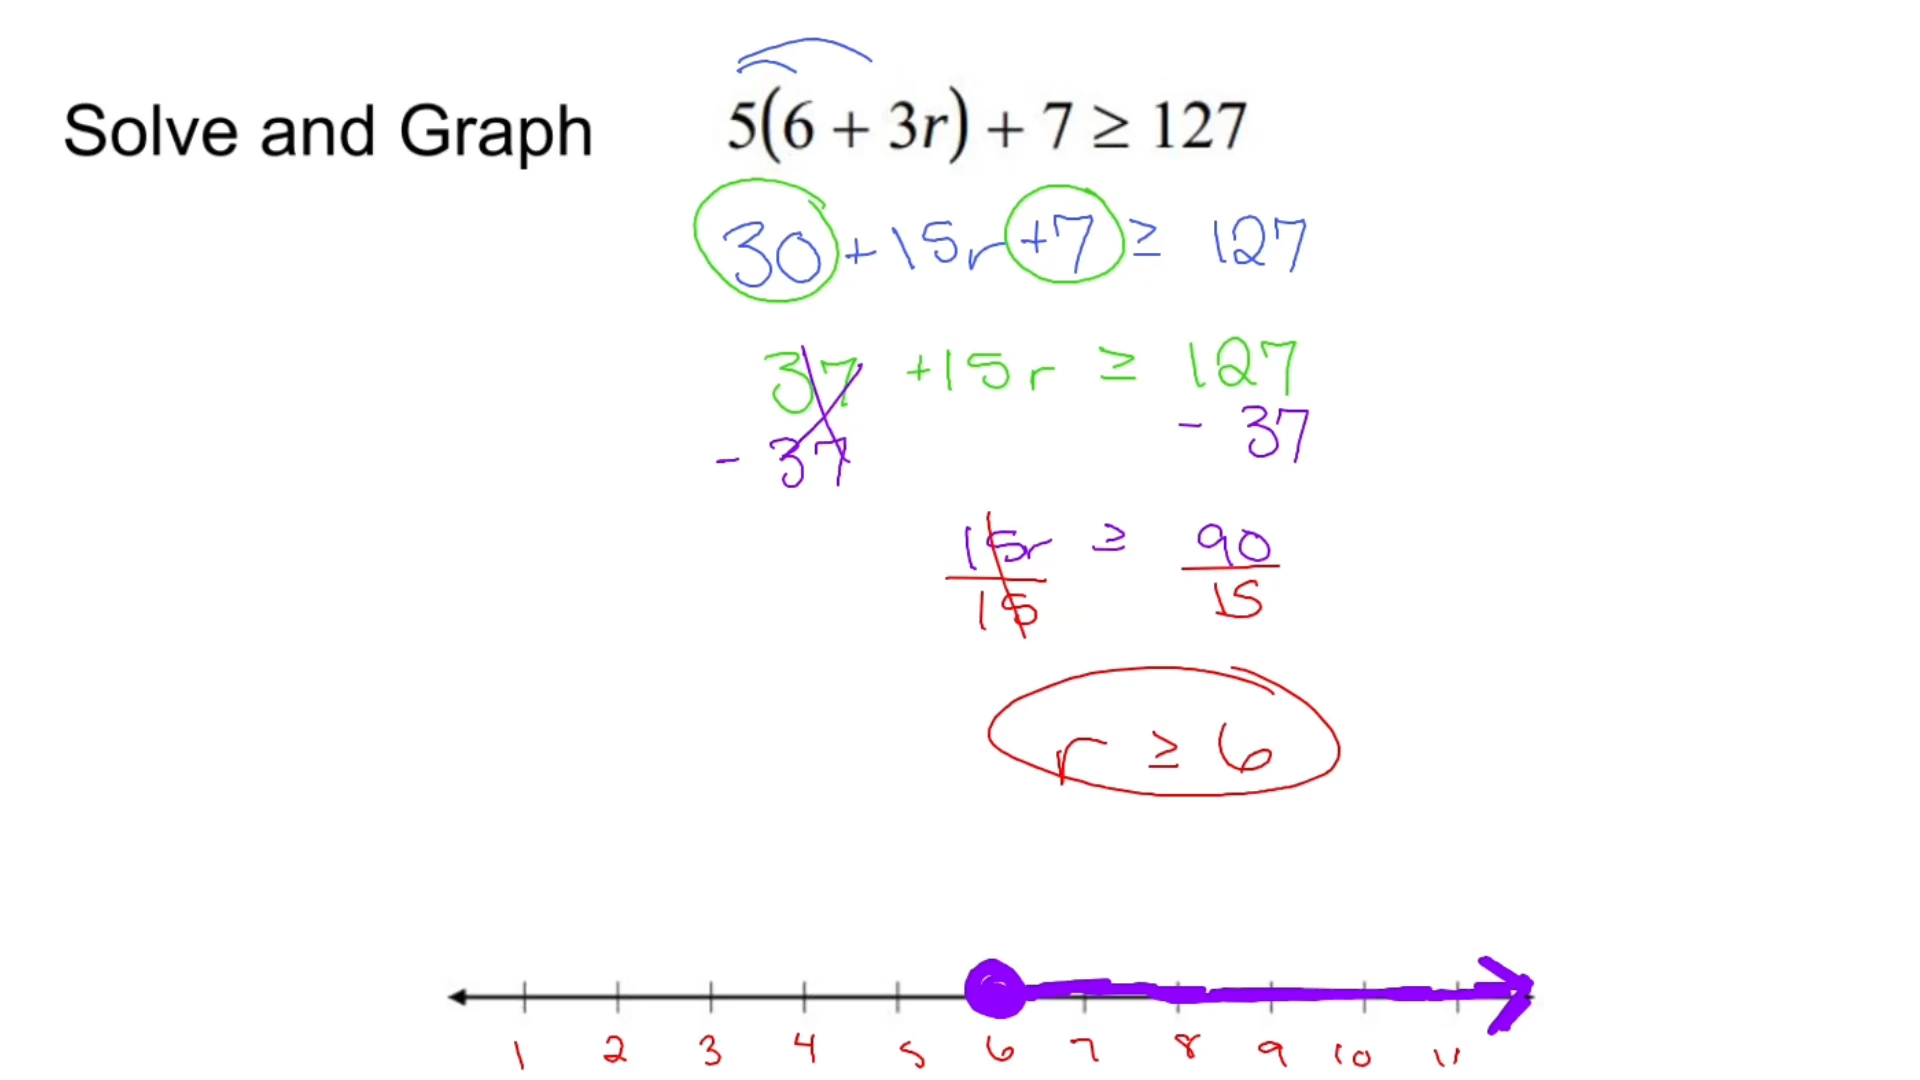 Solve and Graph
5(6 + 3r) + 7 ≥ 127
30 + 15r + 7 ≥ 127
37 + 15r ≥ 127
- 37 - 37
15r ≥ 90
15 15
r ≥ 6
1 2 3 4 5 6 7 8 9 10 11